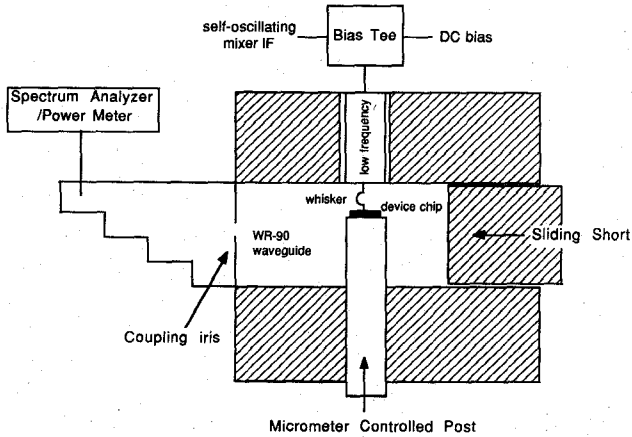 self-oscillating
mixer IF
Bias Tee
DC bias
Spectrum Analyzer
/Power Meter
low frequency
whisker
device chip
WR-90
waveguide
Sliding Short
Coupling iris
Micrometer Controlled Post